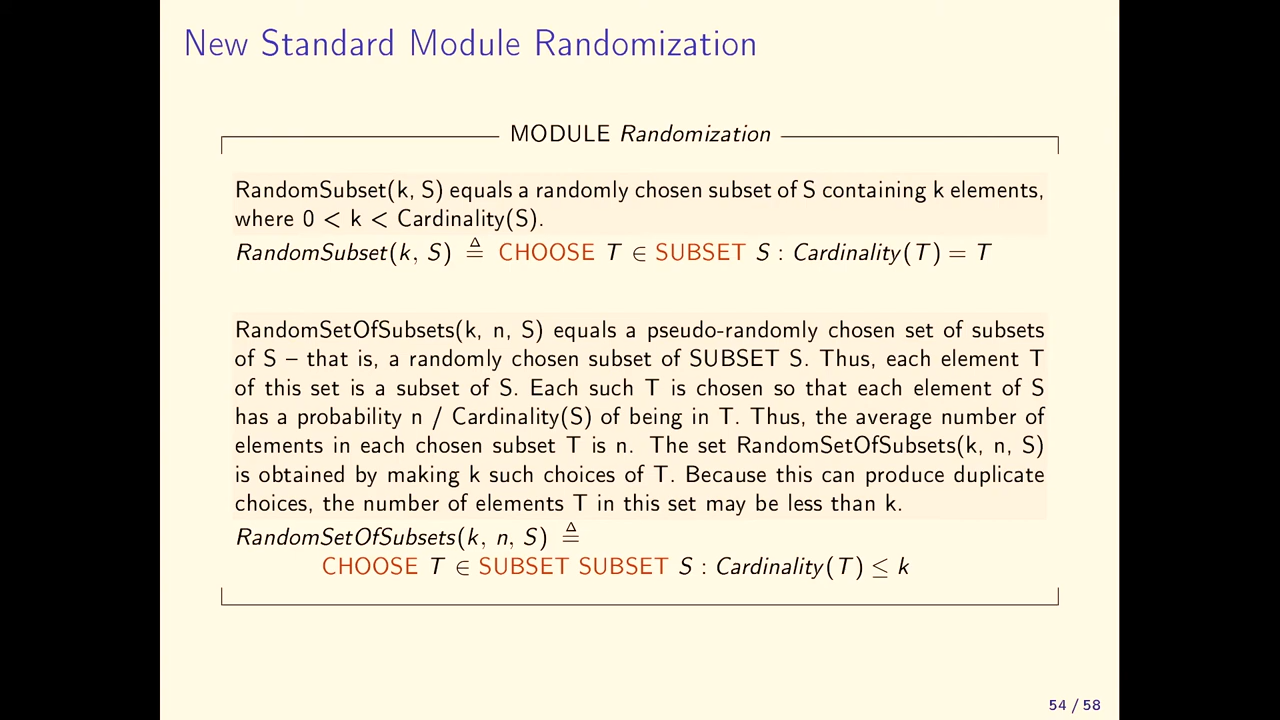 New Standard Module Randomization
MODULE Randomization
RandomSubset(k, S) equals a randomly chosen subset of S containing k elements,
where 0 < k < Cardinality(S).
RandomSubset(k, S) ≜ CHOOSE T ∈ SUBSET S : Cardinality(T) = T
RandomSetOfSubsets(k, n, S) equals a pseudo-randomly chosen set of subsets
of S – that is, a randomly chosen subset of SUBSET S. Thus, each element T
of this set is a subset of S. Each such T is chosen so that each element of S
has a probability n / Cardinality(S) of being in T. Thus, the average number of
elements in each chosen subset T is n. The set RandomSetOfSubsets(k, n, S)
is obtained by making k such choices of T. Because this can produce duplicate
choices, the number of elements T in this set may be less than k.
RandomSetOfSubsets(k, n, S) ≜
CHOOSE T ∈ SUBSET SUBSET S : Cardinality(T) ≤ k
54 / 58